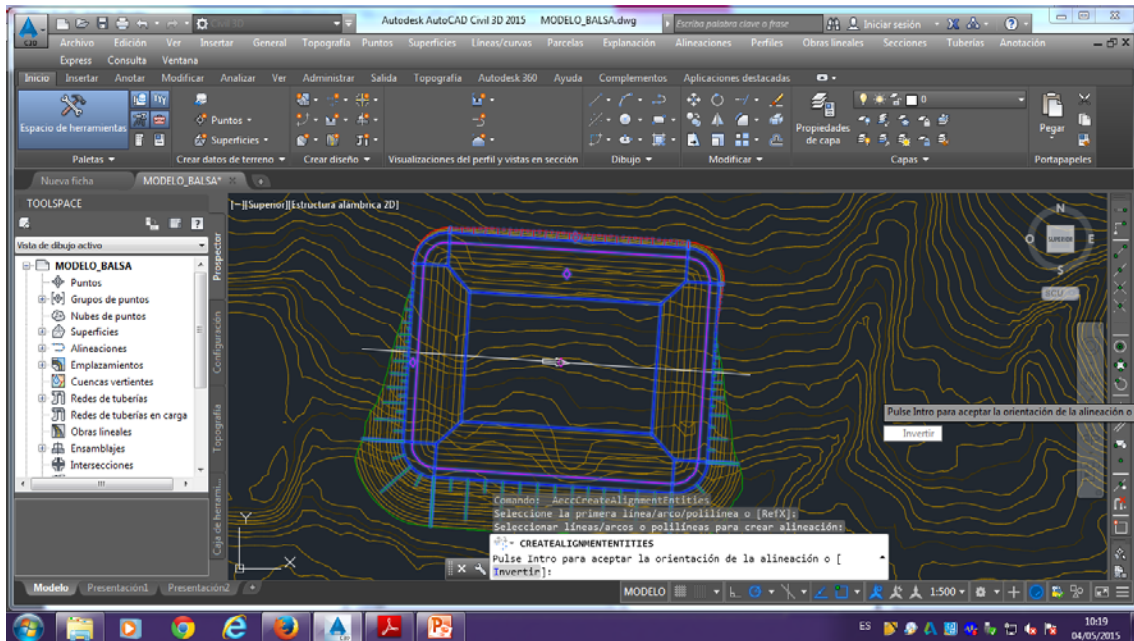 Civil 3D
Autodesk AutoCAD Civil 3D 2015 MODELO_BALSA.dwg
Escriba palabra clave o frase
Iniciar sesión
C3D
Archivo Edición Ver Insertar General Topografía Puntos Superficies Líneas/curvas Parcelas Explanación Alineaciones Perfiles Obras lineales Secciones Tuberías Anotación
Express Consulta Ventana
Inicio Insertar Anotar Modificar Analizar Ver Administrar Salida Topografía Autodesk 360 Ayuda Complementos Aplicaciones destacadas
Espacio de herramientas
Puntos
Superficies
Propiedades de capa
0
Pegar
Paletas Crear datos de terreno Crear diseño Visualizaciones del perfil y vistas en sección Dibujo Modificar Capas Portapapeles
Nueva ficha MODELO_BALSA*
TOOLSPACE
[-][Superior][Estructura alámbrica 2D]
Vista de dibujo activo
MODELO_BALSA
Puntos
Grupos de puntos
Nubes de puntos
Superficies
Alineaciones
Emplazamientos
Cuencas vertientes
Redes de tuberías
Redes de tuberías en carga
Obras lineales
Ensamblajes
Intersecciones
Prospector
Configuración
Topografía
Caja de herrami...
N
O
SUPERIOR
E
S
SCU
Pulse Intro para aceptar la orientación de la alineación o
Invertir
Y
X
Comando: _AeccCreateAlignmentEntities
Seleccione la primera línea/arco/polilínea o [RefX]:
Seleccionar líneas/arcos o polilíneas para crear alineación:
CREATEALIGNMENTENTITIES
Pulse Intro para aceptar la orientación de la alineación o [
Invertir]:
Modelo Presentación1 Presentación2
MODELO
1:500
ES
10:19
04/05/2015